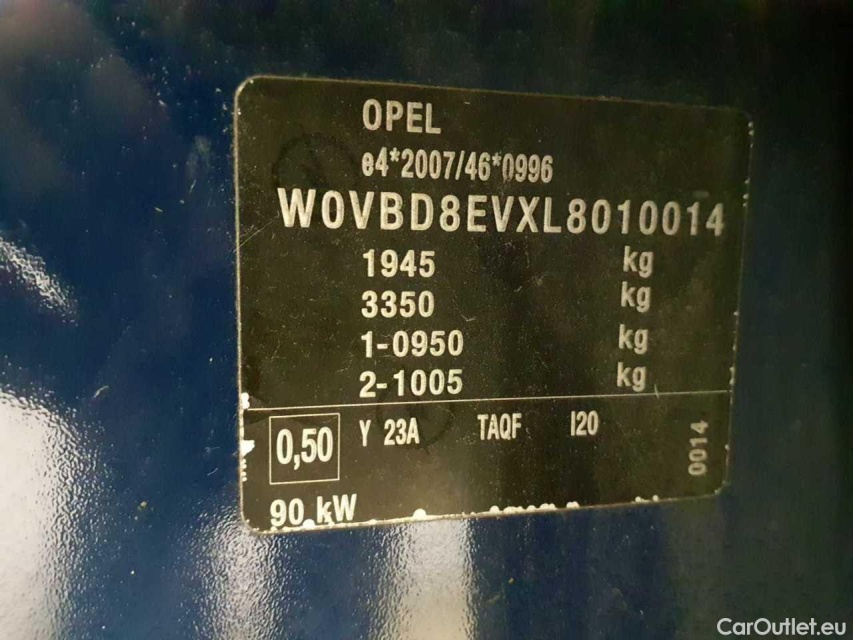 OPEL
e4*2007/46*0996
W0VBD8EVXL8010014
1945 kg
3350 kg
1-0950 kg
2-1005 kg
0,50 Y 23A TAQF I20
0014
90 kW
CarOutlet.eu